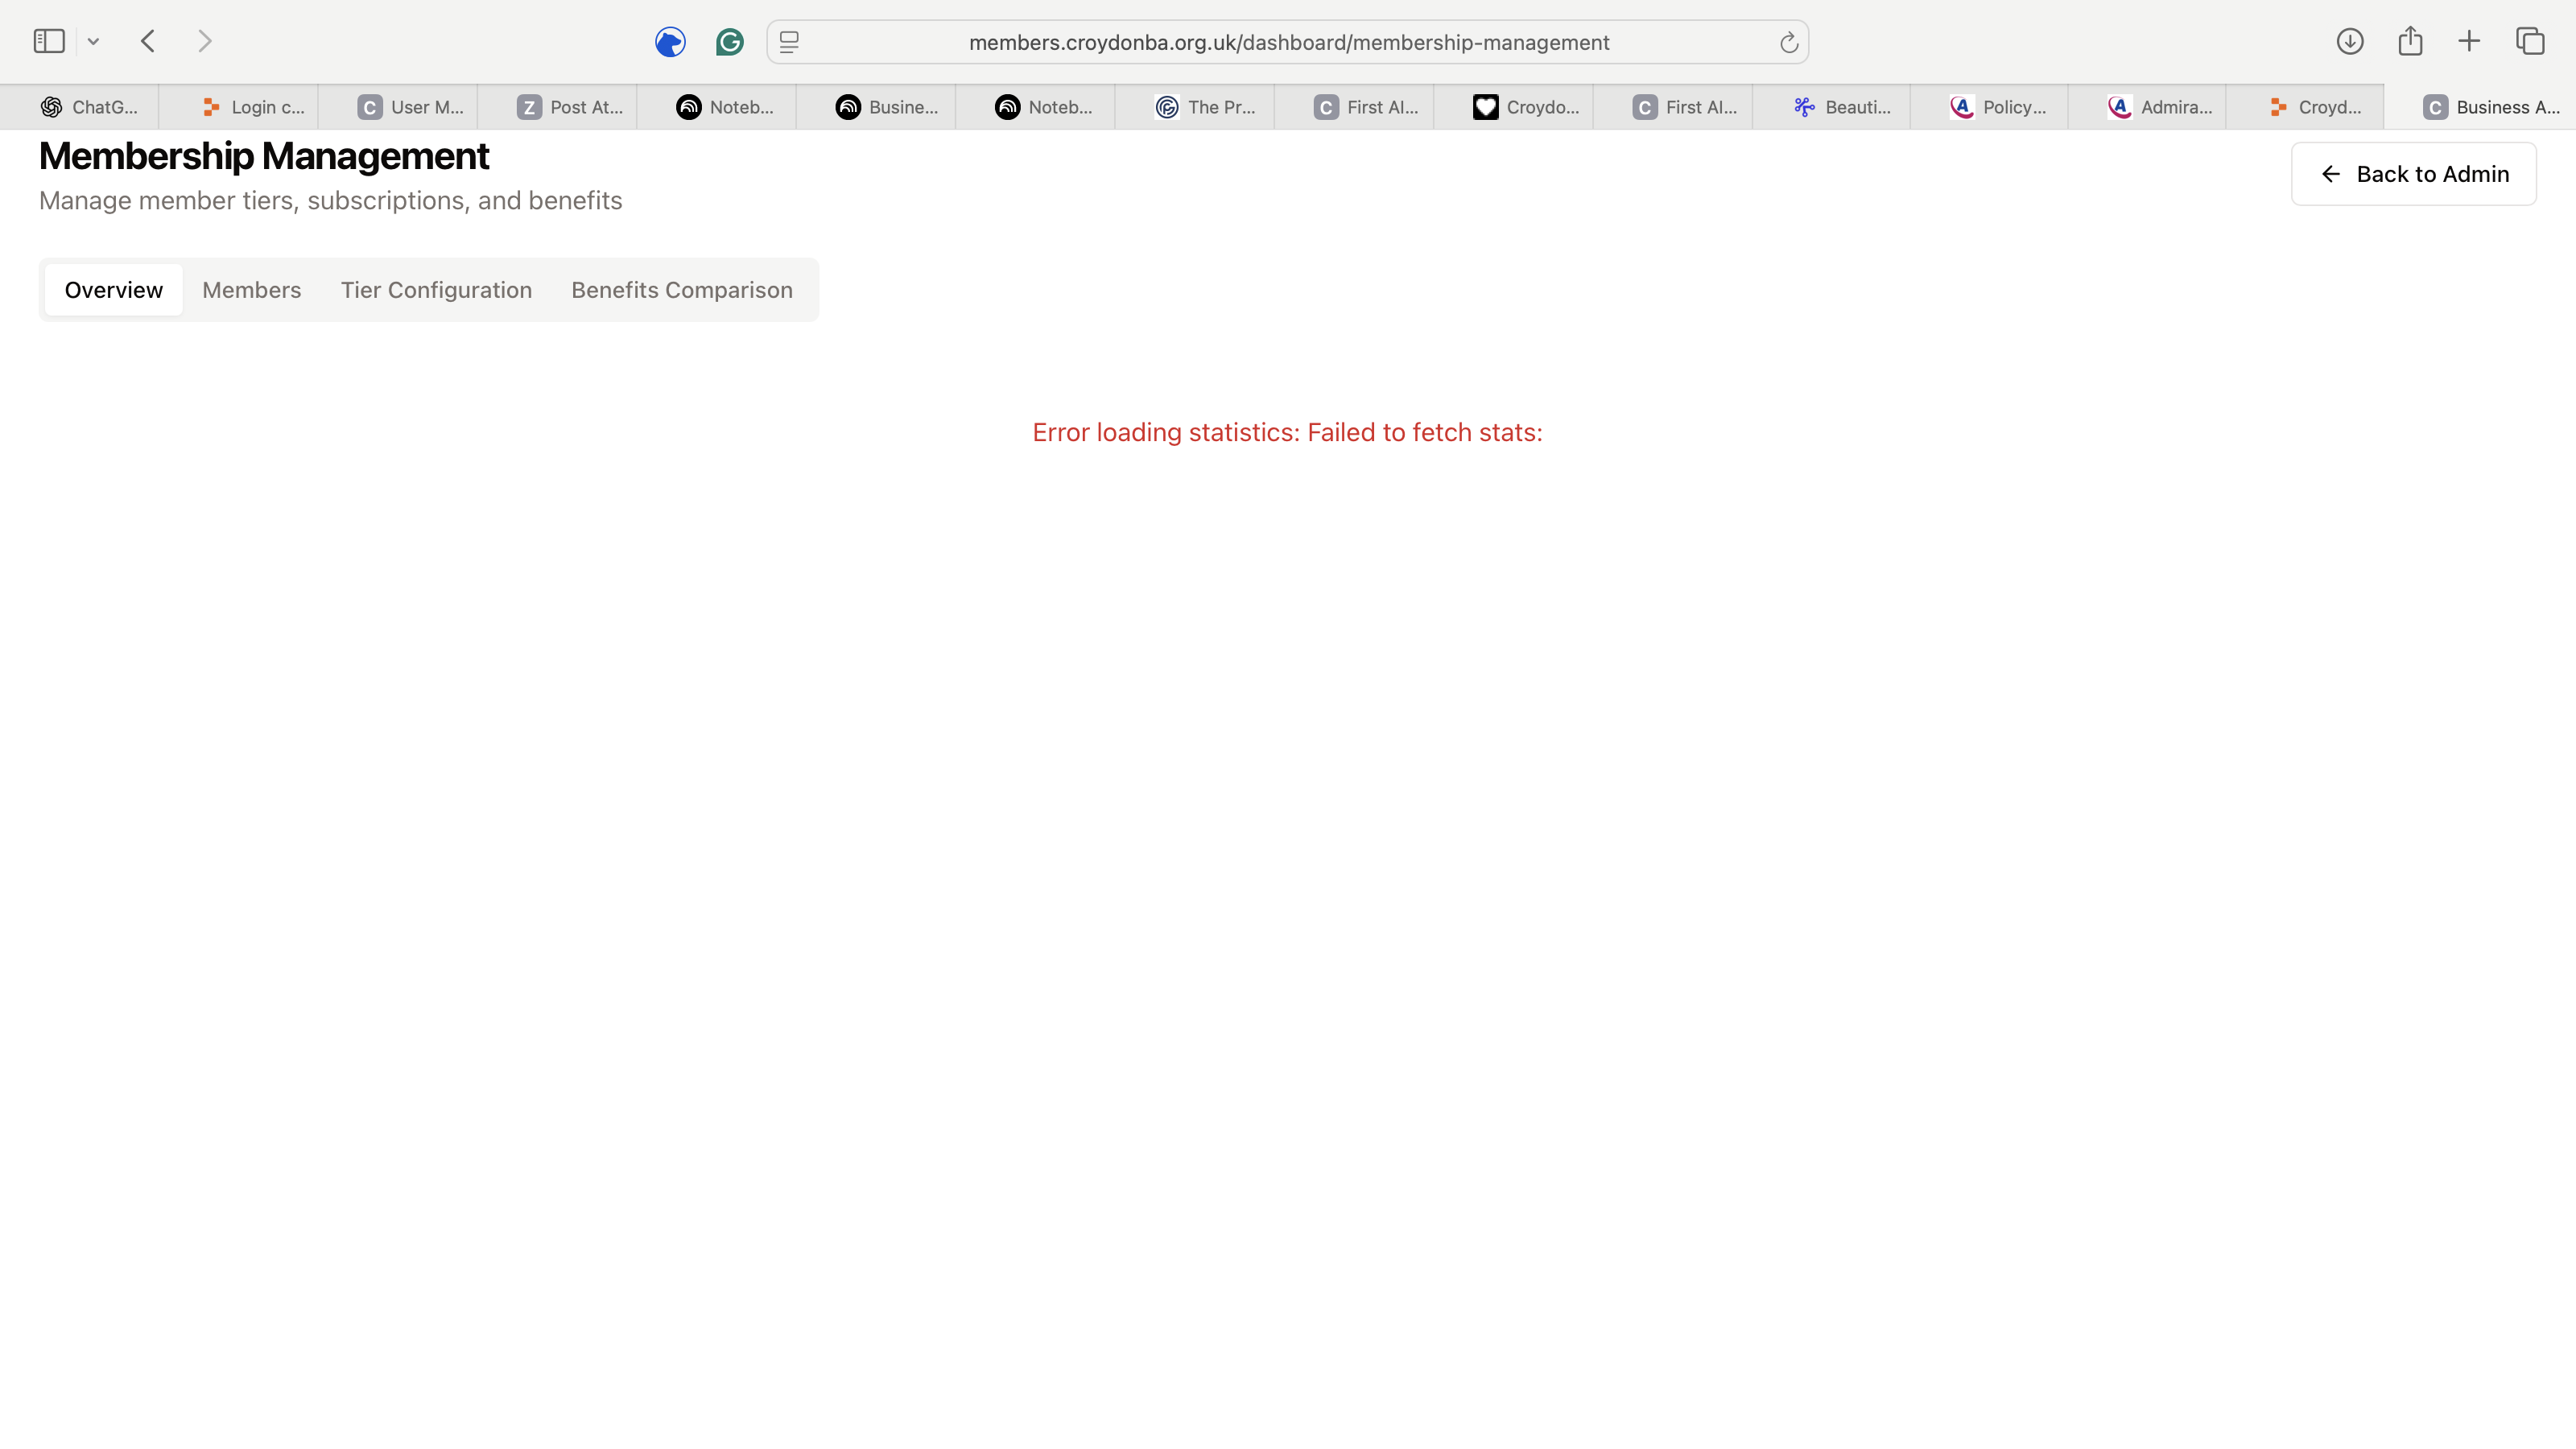 members.croydonba.org.uk/dashboard/membership-management
ChatG...
Login c...
C User M...
Z Post At...
Noteb...
Busine...
Noteb...
The Pr...
C First AI...
Croydo...
C First AI...
Beauti...
Policy...
Admira...
Croyd...
C Business A...
Membership Management
Manage member tiers, subscriptions, and benefits
← Back to Admin
Overview Members Tier Configuration Benefits Comparison
Error loading statistics: Failed to fetch stats: